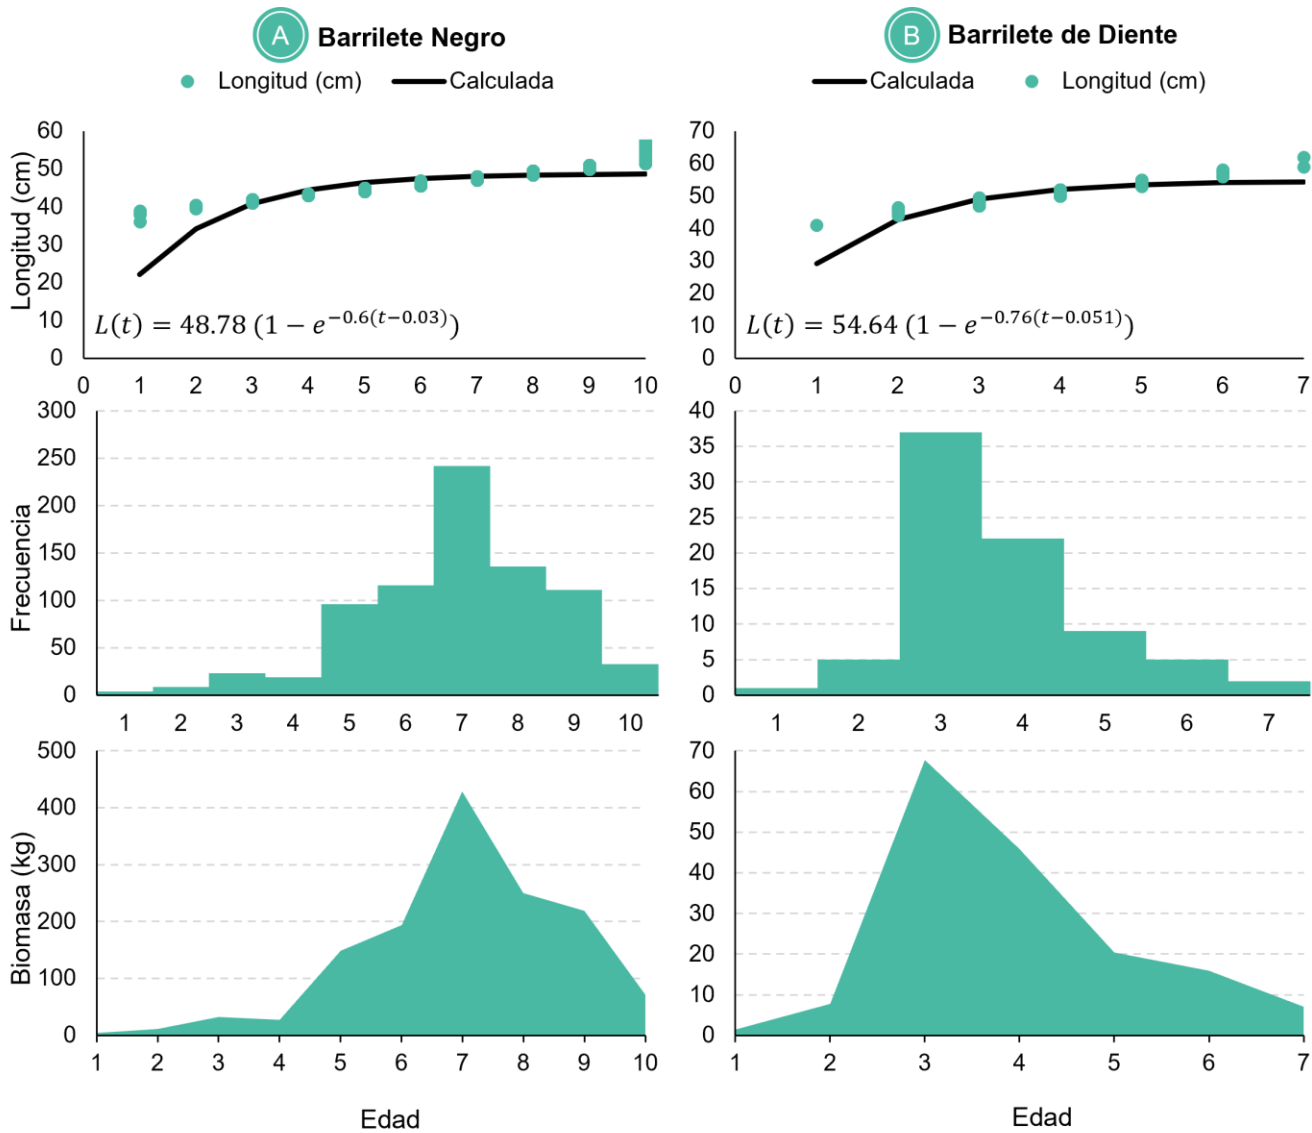 A Barrilete Negro
Longitud (cm) Calculada
Longitud (cm)
60
50
40
30
20
10
0
L(t) = 48.78 (1 − e^{−0.6(t−0.03)})
0 1 2 3 4 5 6 7 8 9 10
Frecuencia
300
250
200
150
100
50
0
1 2 3 4 5 6 7 8 9 10
Biomasa (kg)
500
400
300
200
100
0
1 2 3 4 5 6 7 8 9 10
Edad
B Barrilete de Diente
Calculada Longitud (cm)
70
60
50
40
30
20
10
0
L(t) = 54.64 (1 − e^{−0.76(t−0.051)})
0 1 2 3 4 5 6 7
40
35
30
25
20
15
10
5
0
1 2 3 4 5 6 7
70
60
50
40
30
20
10
0
1 2 3 4 5 6 7
Edad